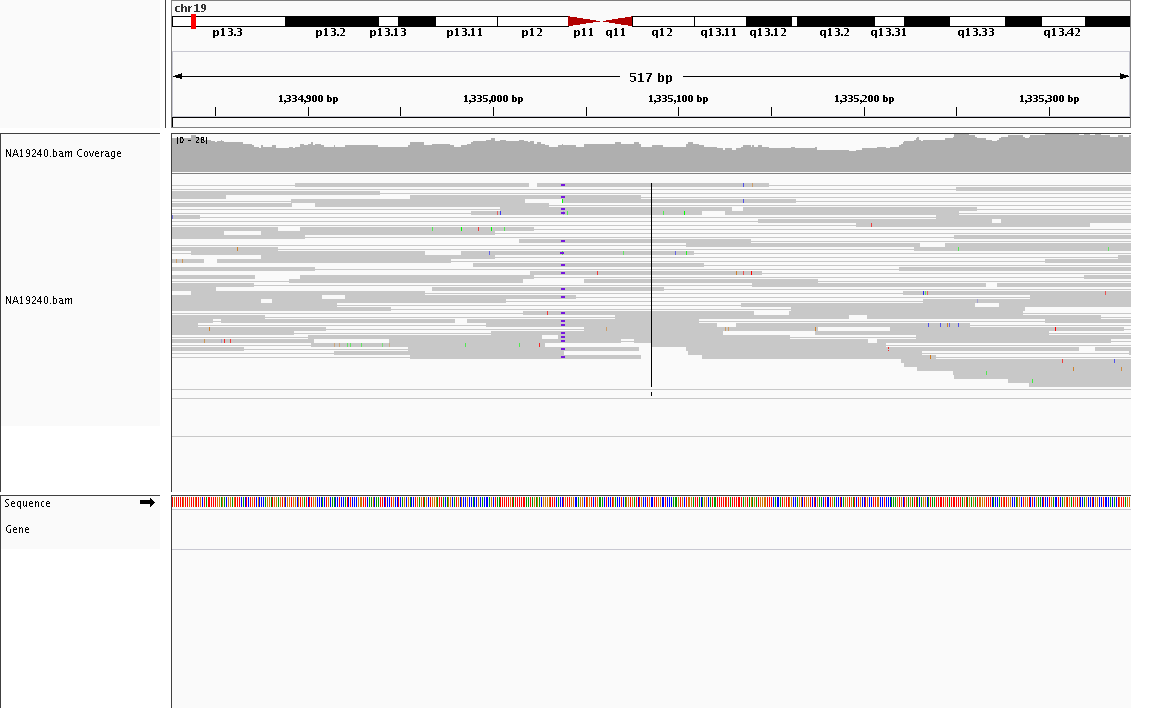 chr19
p13.3 p13.2 p13.13 p13.11 p12 p11 q11 q12 q13.11 q13.12 q13.2 q13.31 q13.33 q13.42
517 bp
1,334,900 bp 1,335,000 bp 1,335,100 bp 1,335,200 bp 1,335,300 bp
[0 - 28]
NA19240.bam Coverage
NA19240.bam
Sequence
Gene